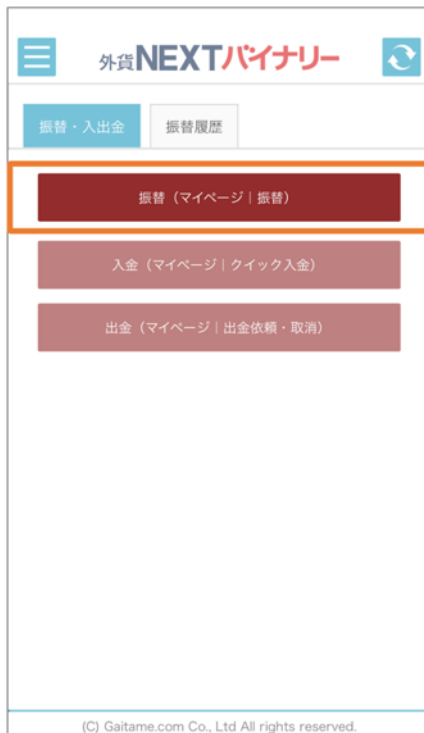 外貨NEXTバイナリー
振替・入出金 振替履歴
振替（マイページ｜振替）
入金（マイページ｜クイック入金）
出金（マイページ｜出金依頼・取消）
(C) Gaitame.com Co., Ltd All rights reserved.